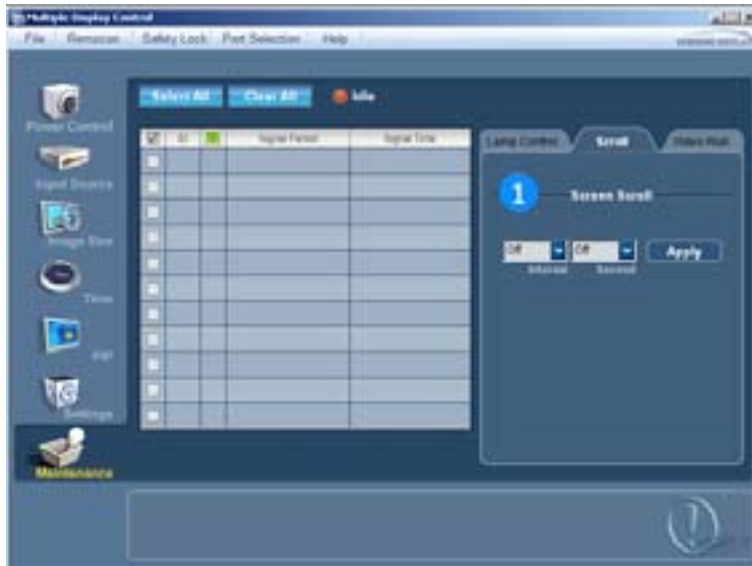 Multiple Display Control
File Remocon Safety Lock Port Selection Help
Select All Clear All Idle
Power Control
Input Source
Image Size
Time
PIP
Settings
Maintenance
ID Signal Period Signal Time
Lamp Control Scroll Video Wall
1 Screen Scroll
Off Off Apply
Interval Second